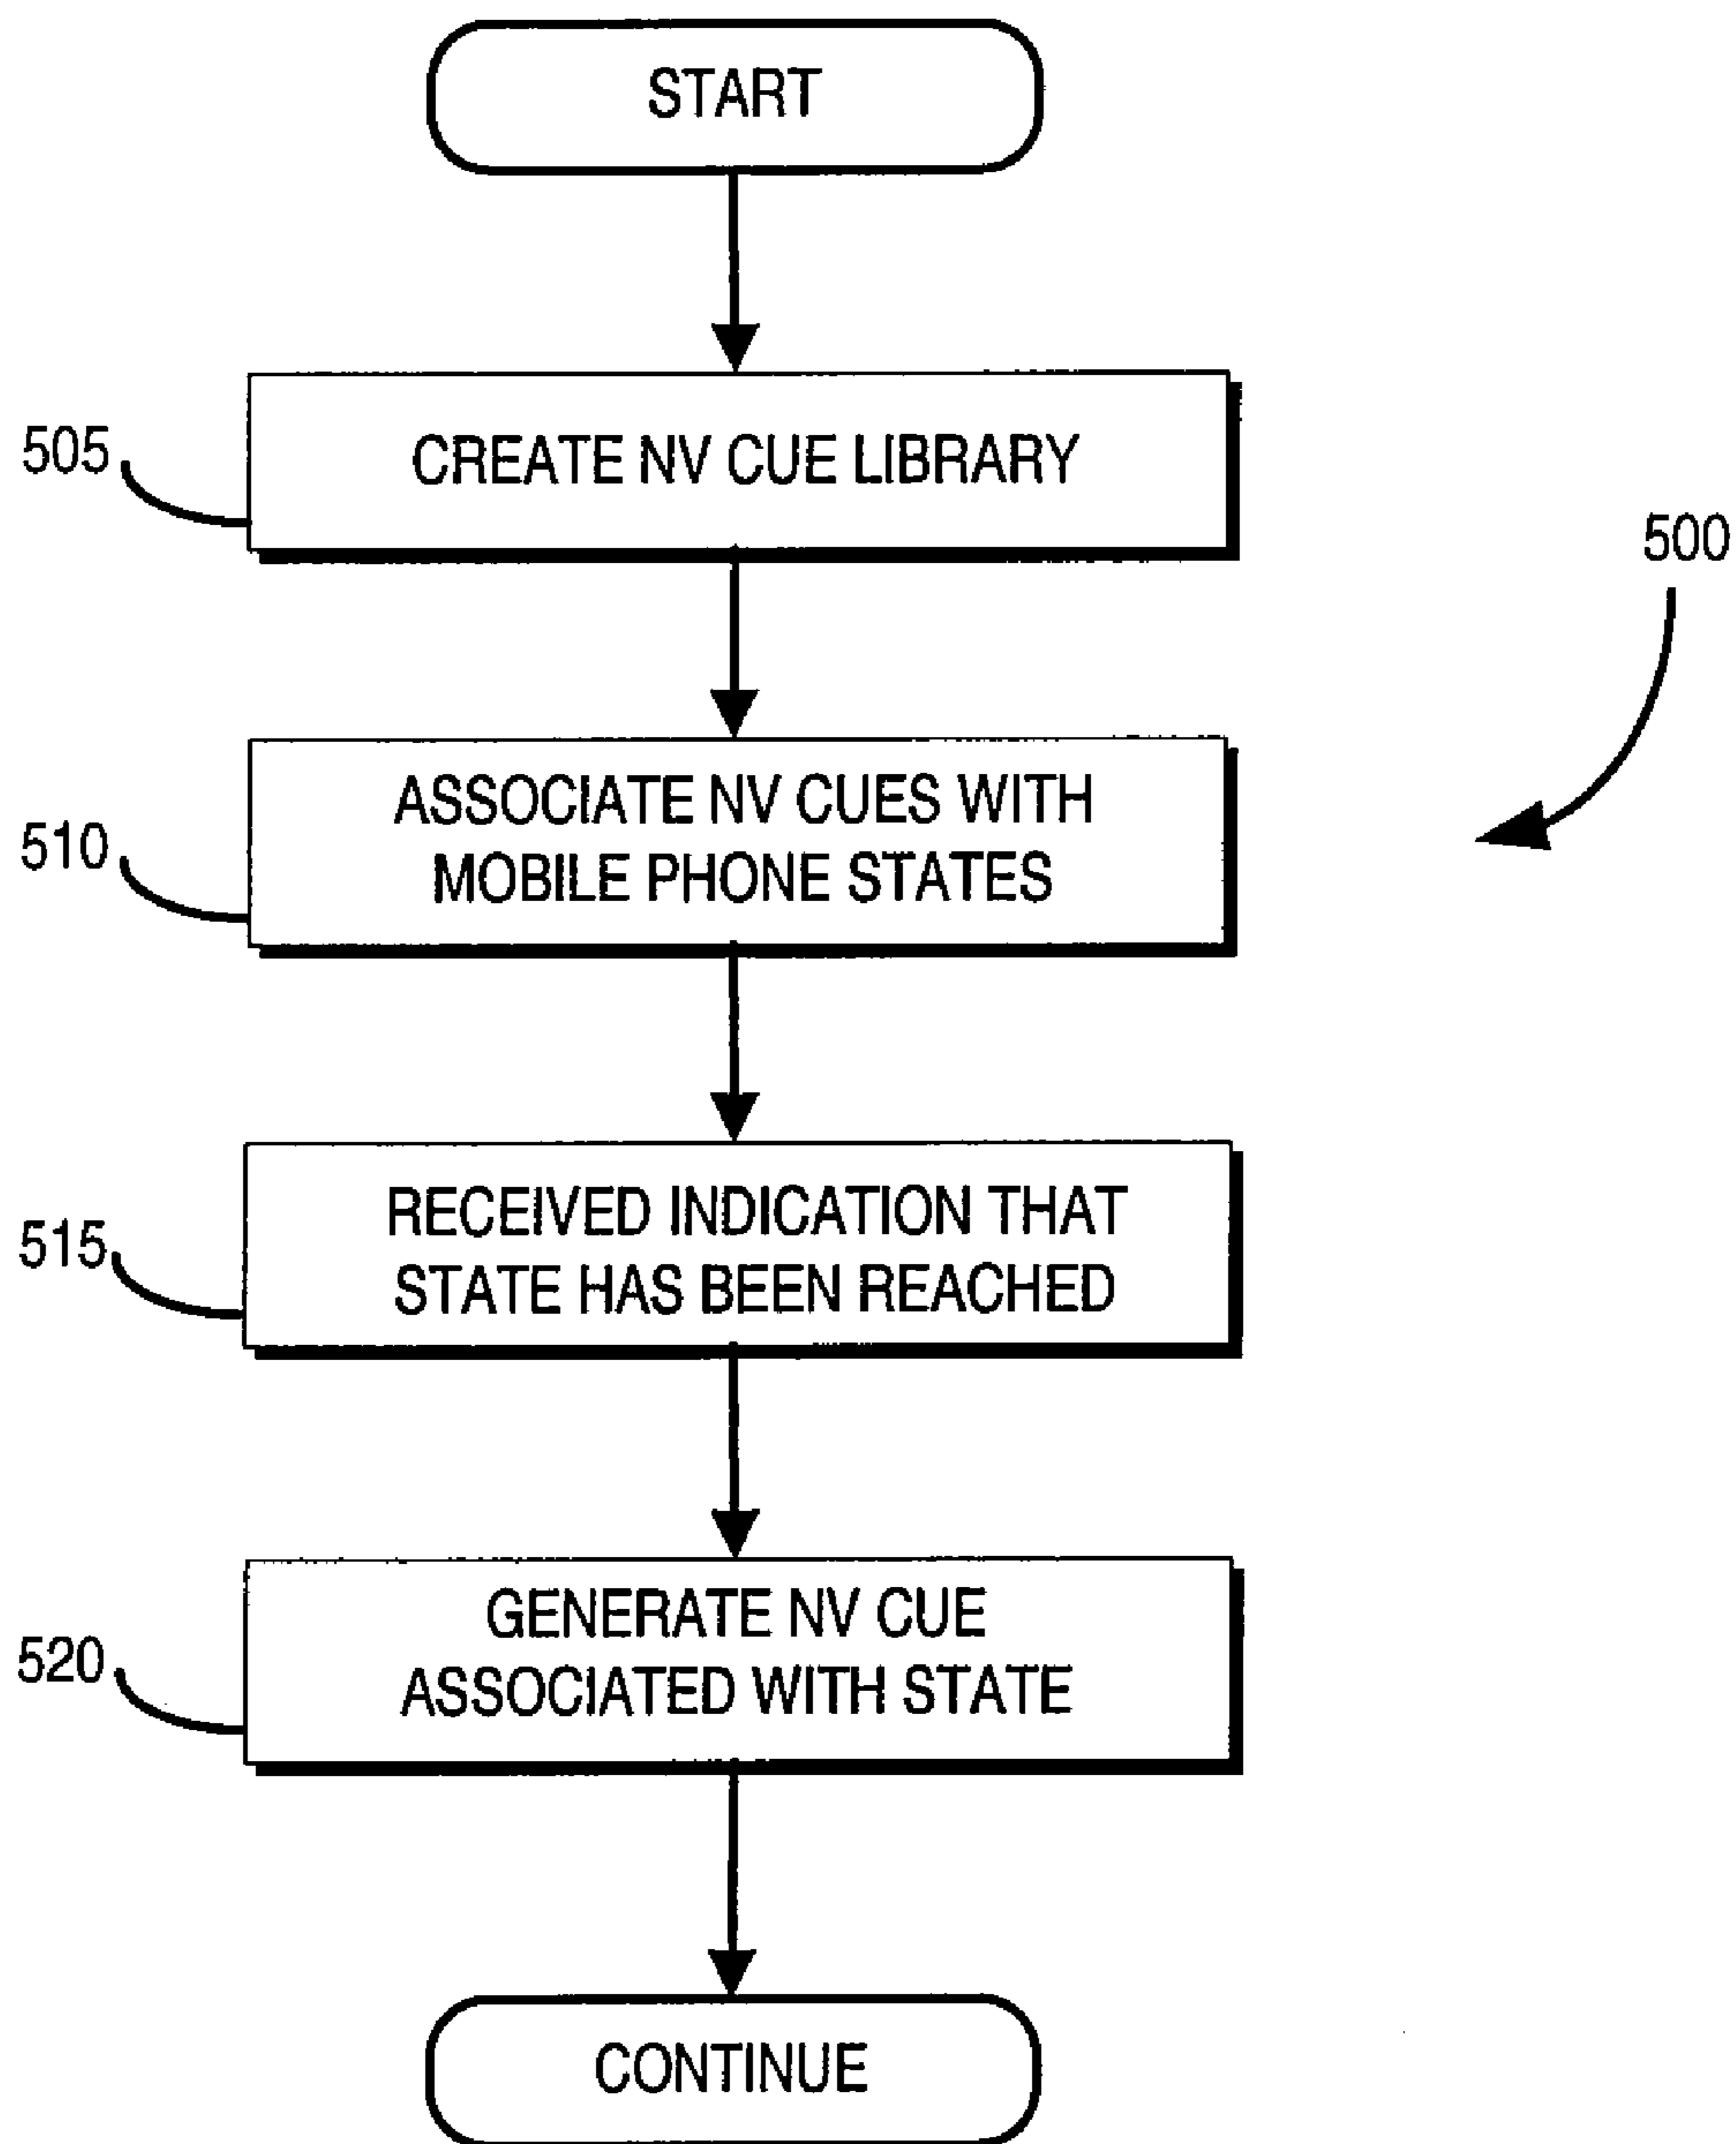 START
505
CREATE NV CUE LIBRARY
500
510
ASSOCIATE NV CUES WITH
MOBILE PHONE STATES
515
RECEIVED INDICATION THAT
STATE HAS BEEN REACHED
520
GENERATE NV CUE
ASSOCIATED WITH STATE
CONTINUE